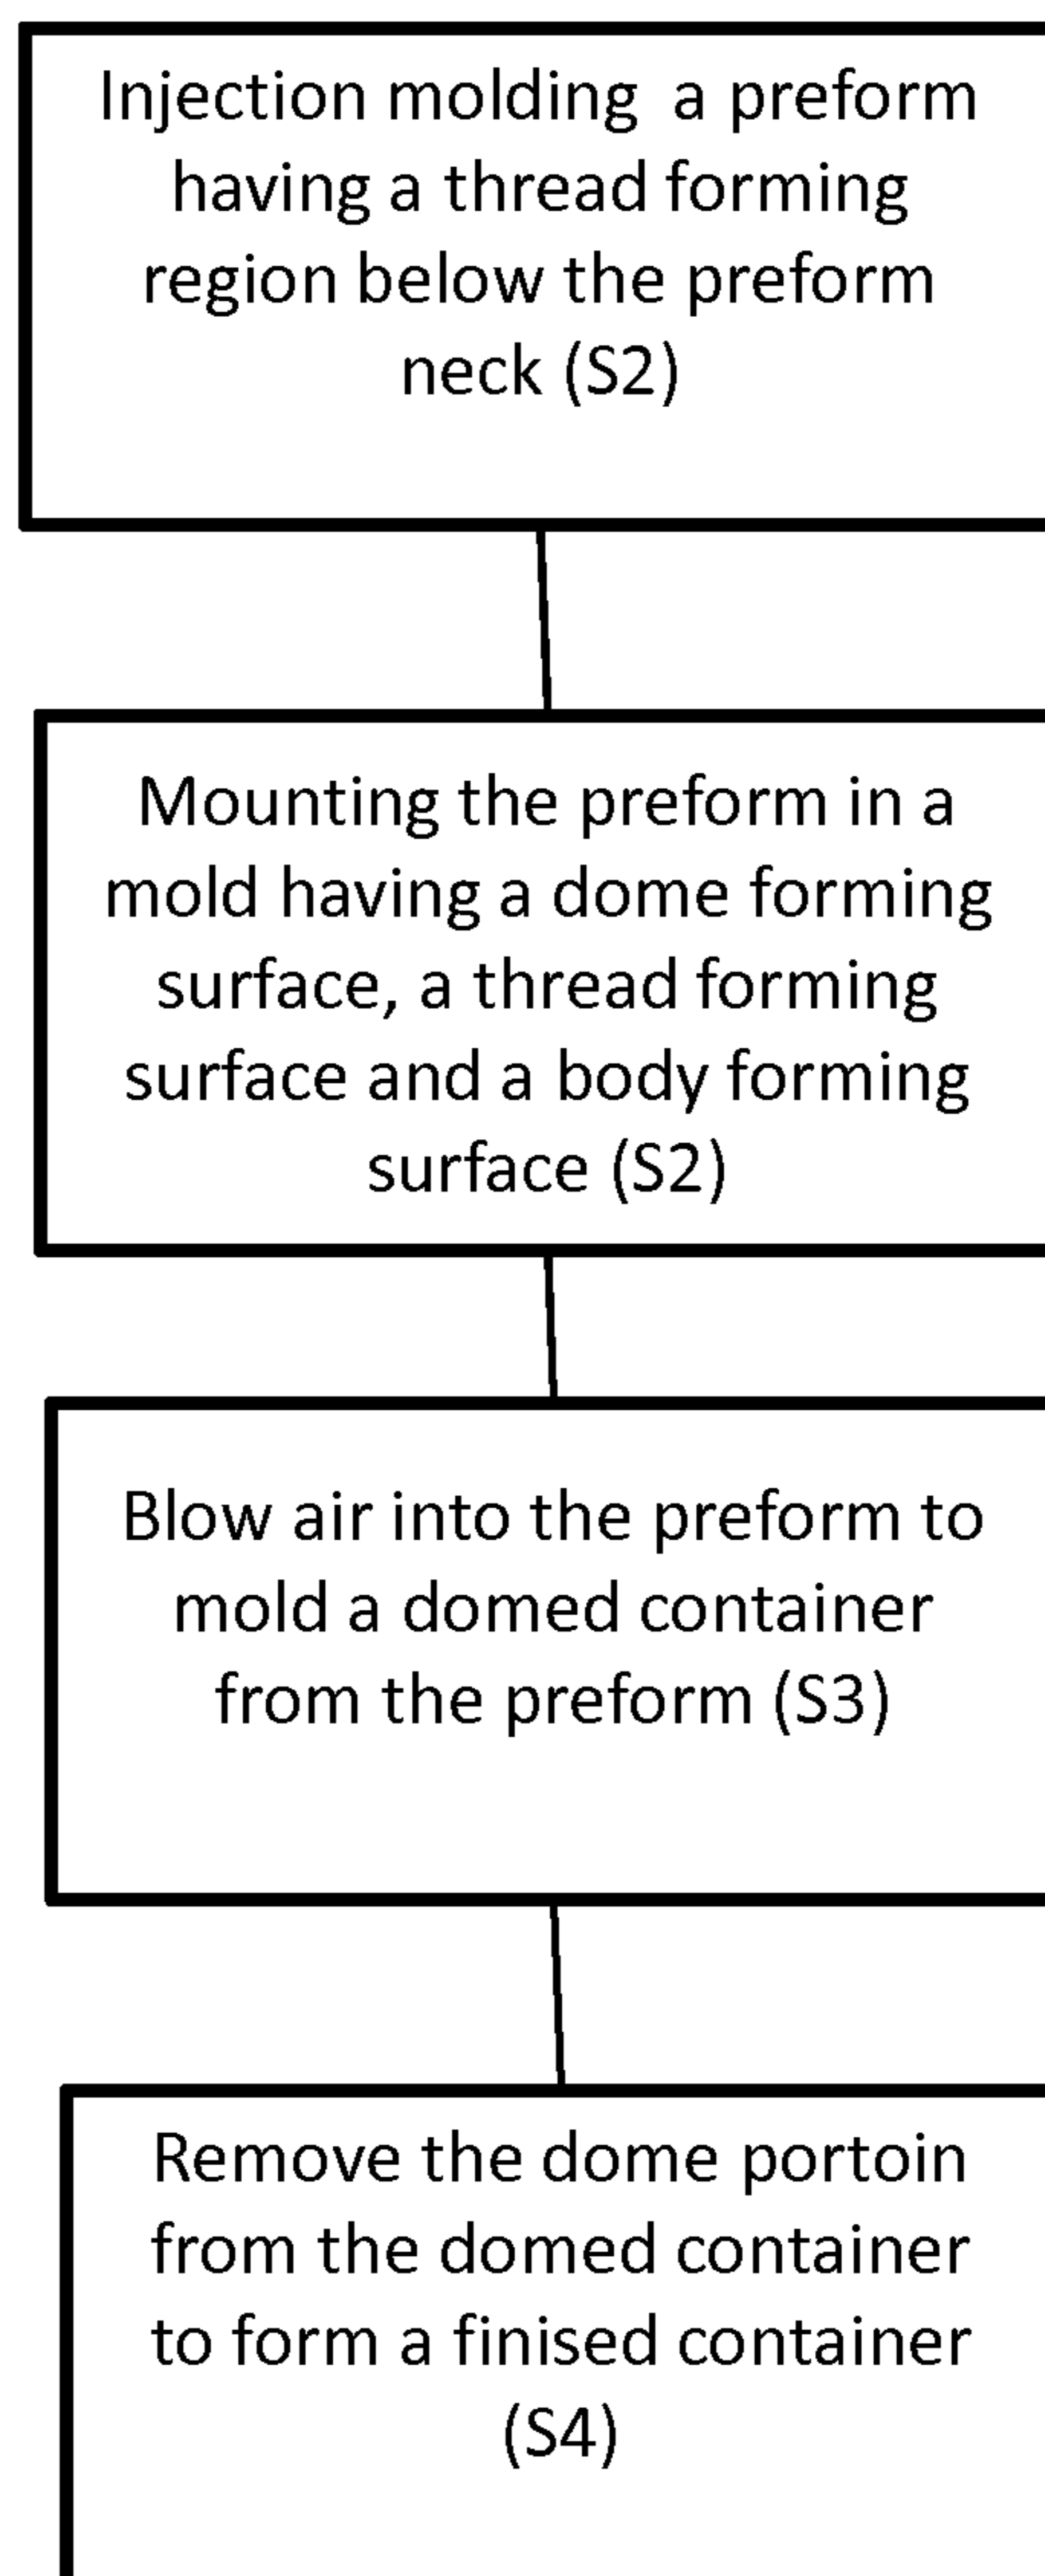 Injection molding a preform
having a thread forming
region below the preform
neck (S2)
Mounting the preform in a
mold having a dome forming
surface, a thread forming
surface and a body forming
surface (S2)
Blow air into the preform to
mold a domed container
from the preform (S3)
Remove the dome portoin
from the domed container
to form a finised container
(S4)